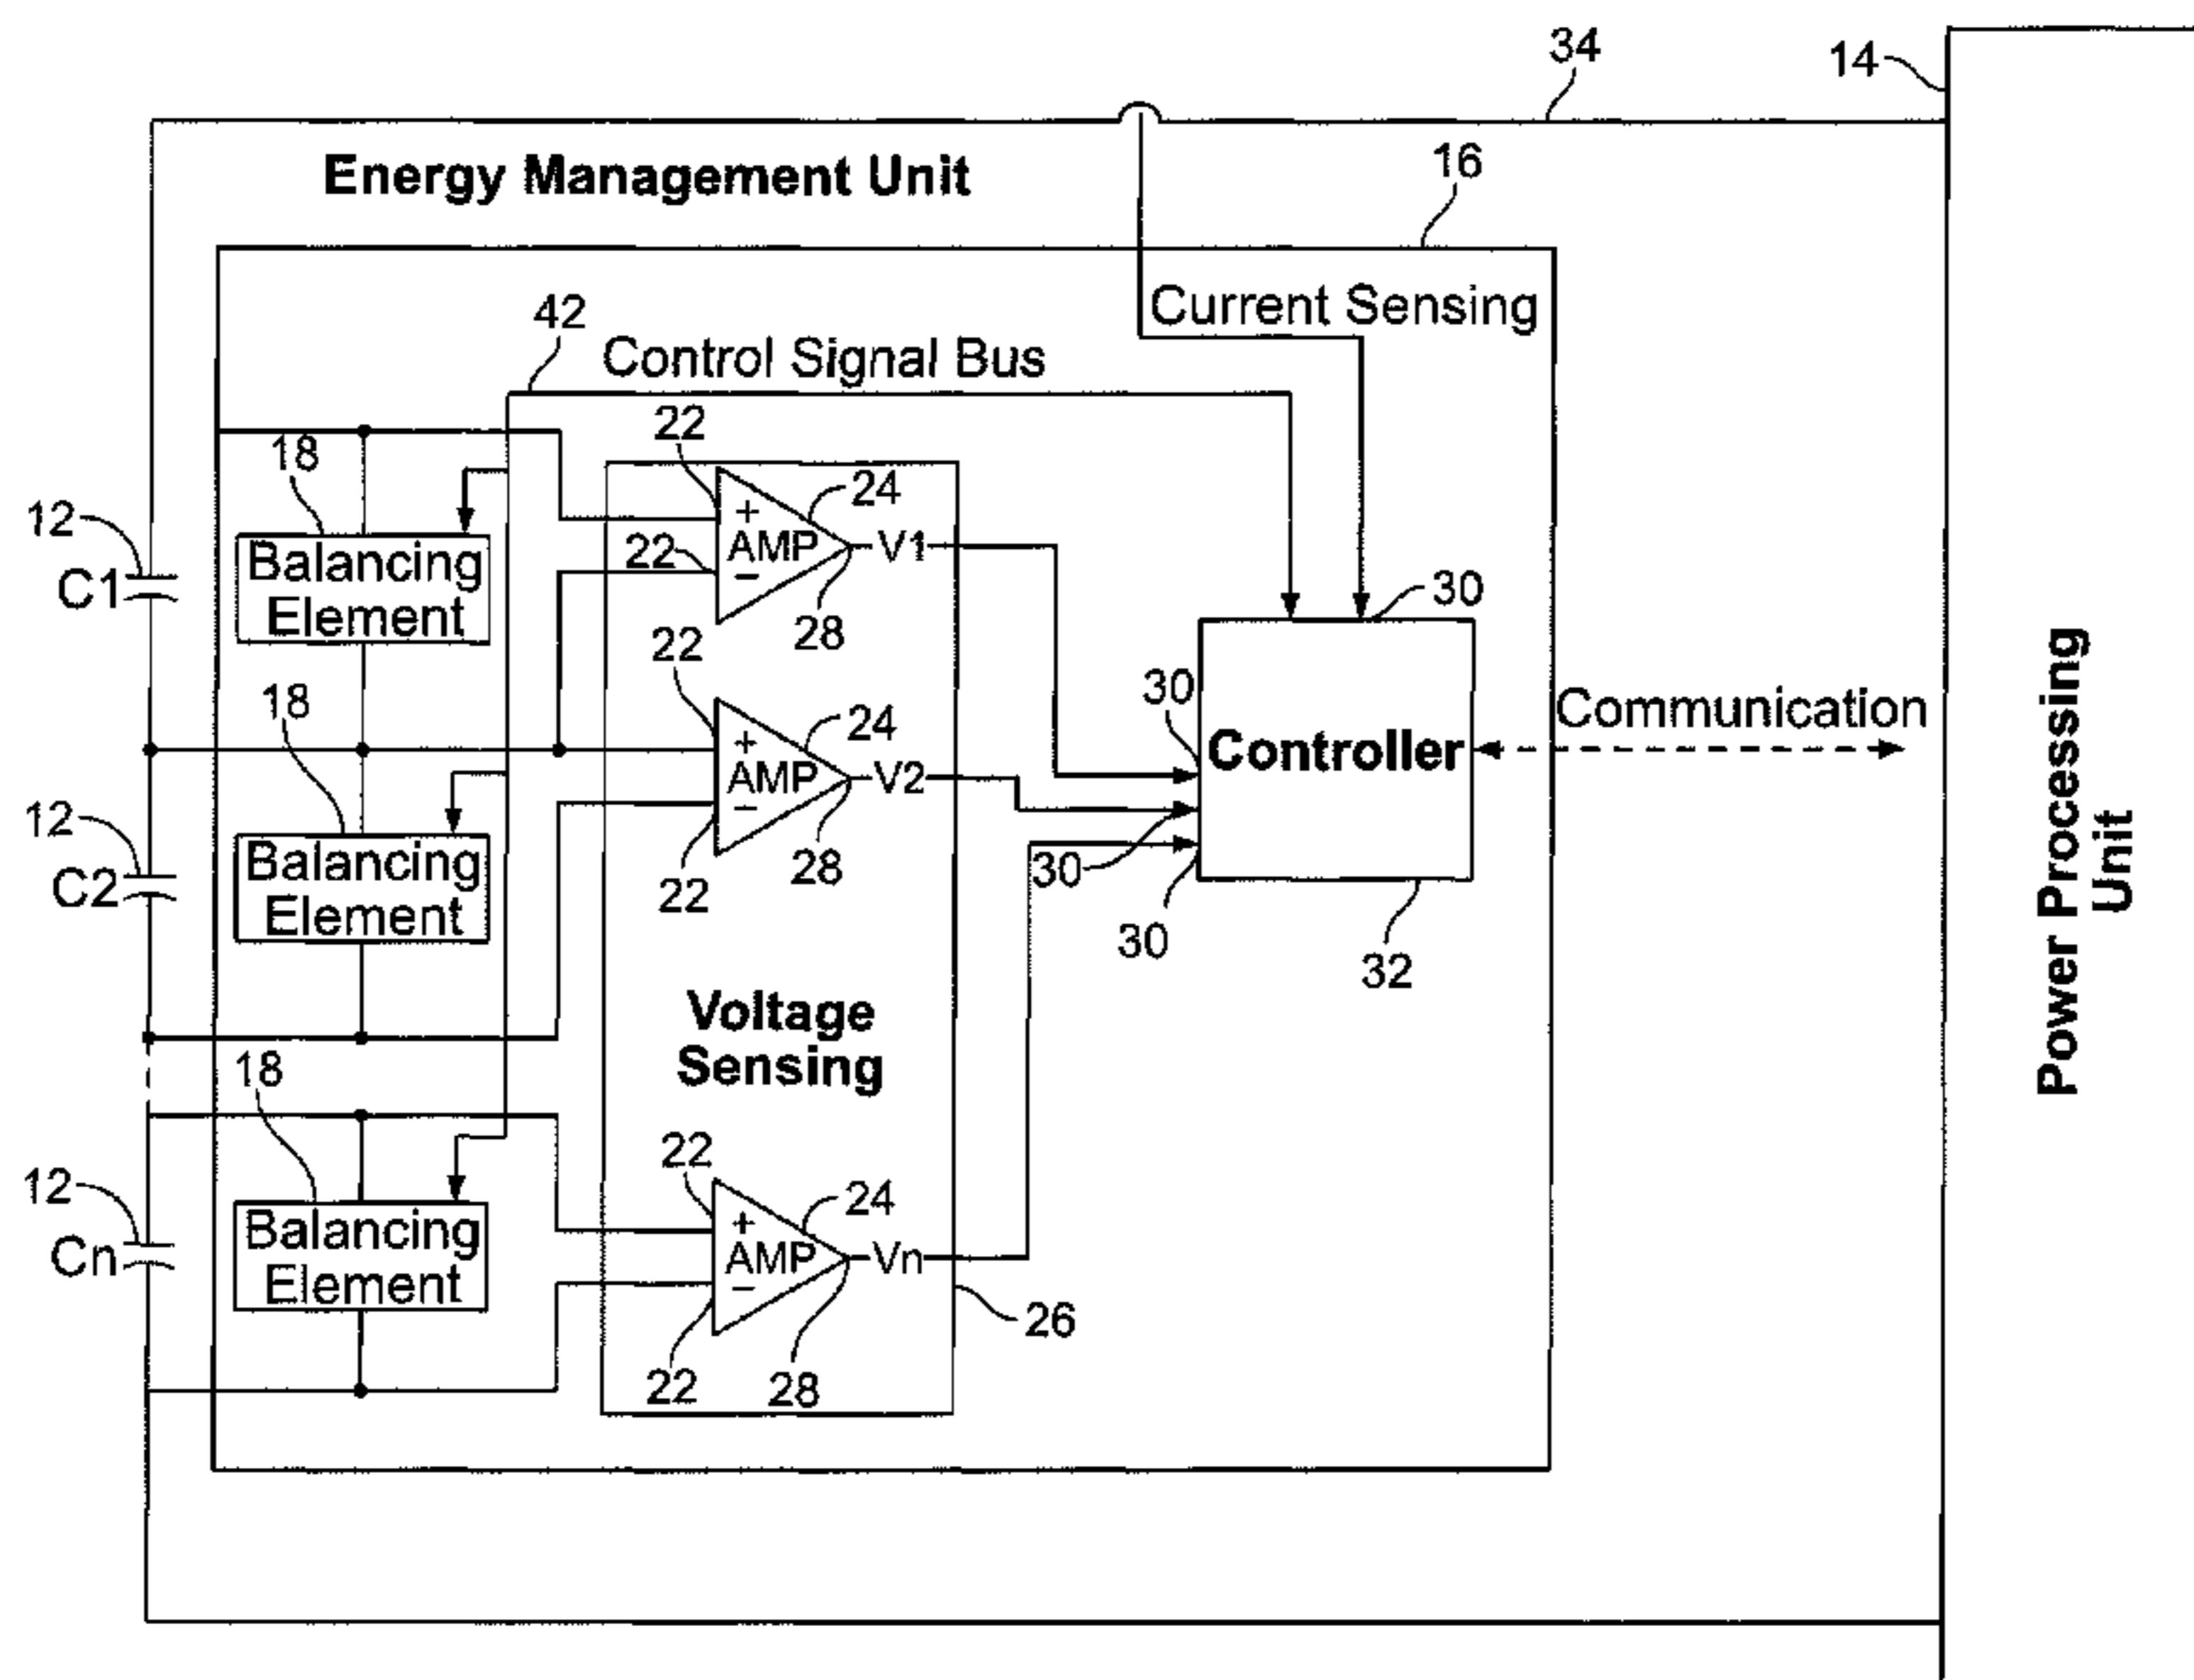 34
14
Energy Management Unit
16
Current Sensing
42
Control Signal Bus
22
18
24
12
+
AMP
−
V1
22
Balancing
Element
C1
30
28
22
30
18
24
Communication
+
AMP
−
V2
Controller
12
Balancing
Element
C2
28
30
22
30
32
Power Processing
Unit
Voltage
Sensing
18
22
24
12
+
AMP
−
Vn
Balancing
Element
Cn
26
22
28